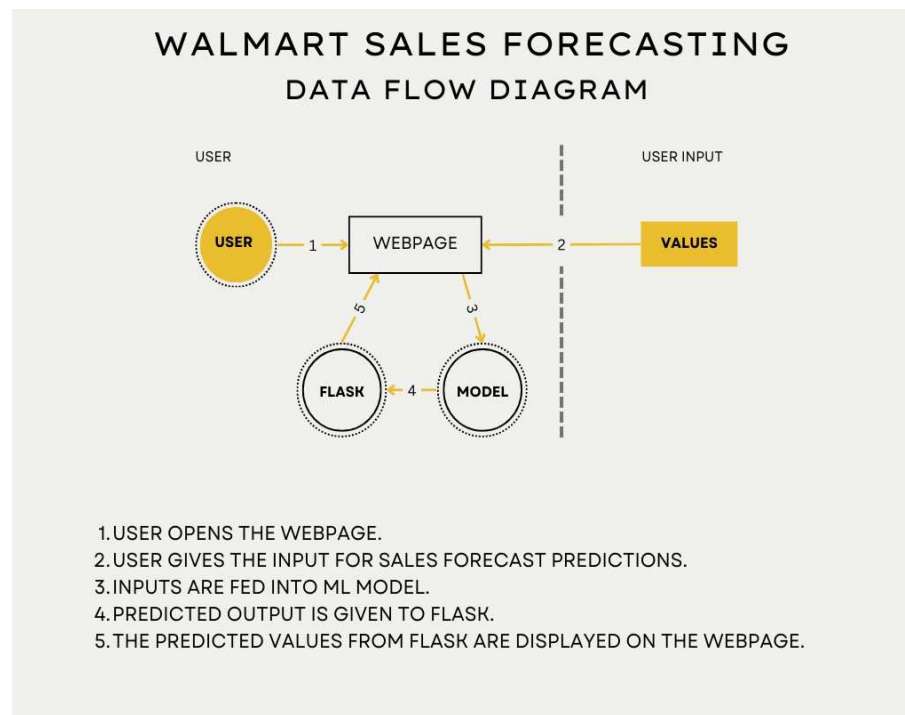 WALMART SALES FORECASTING
DATA FLOW DIAGRAM
USER
USER INPUT
USER
1
WEBPAGE
2
VALUES
5
3
FLASK
4
MODEL
1.USER OPENS THE WEBPAGE.
2.USER GIVES THE INPUT FOR SALES FORECAST PREDICTIONS.
3.INPUTS ARE FED INTO ML MODEL.
4.PREDICTED OUTPUT IS GIVEN TO FLASK.
5.THE PREDICTED VALUES FROM FLASK ARE DISPLAYED ON THE WEBPAGE.